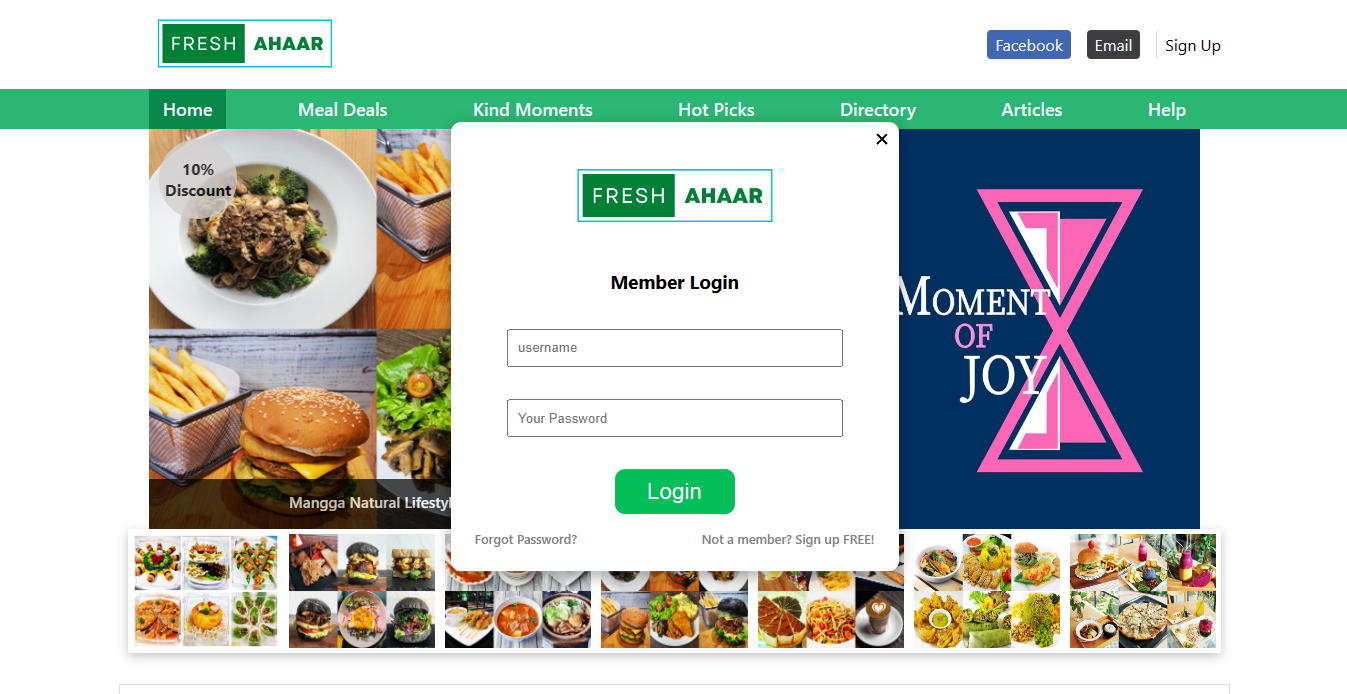 FRESH AHAAR
Facebook
Email
Sign Up
Home
Meal Deals
Kind Moments
Hot Picks
Directory
Articles
Help
10%
Discount
FRESH AHAAR
Member Login
username
Your Password
Login
Forgot Password?
Not a member? Sign up FREE!
Mangga Natural
MOMENT
OF
JOY